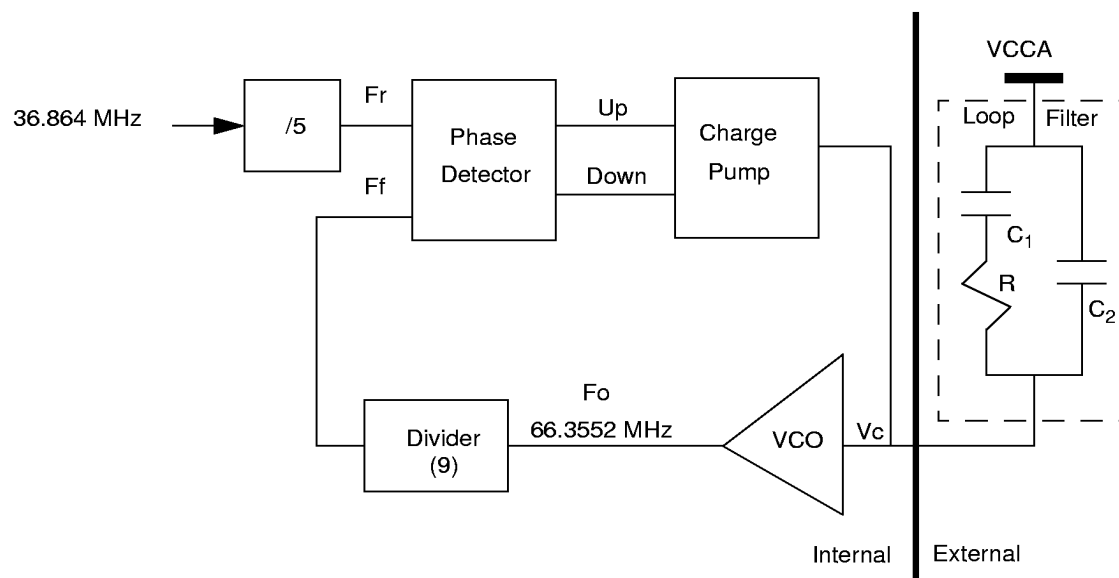 VCCA
Loop Filter
36.864 MHz
/5
Fr
Ff
Phase
Detector
Up
Down
Charge
Pump
C1
R
C2
Divider
(9)
Fo
66.3552 MHz
VCO
Vc
Internal
External